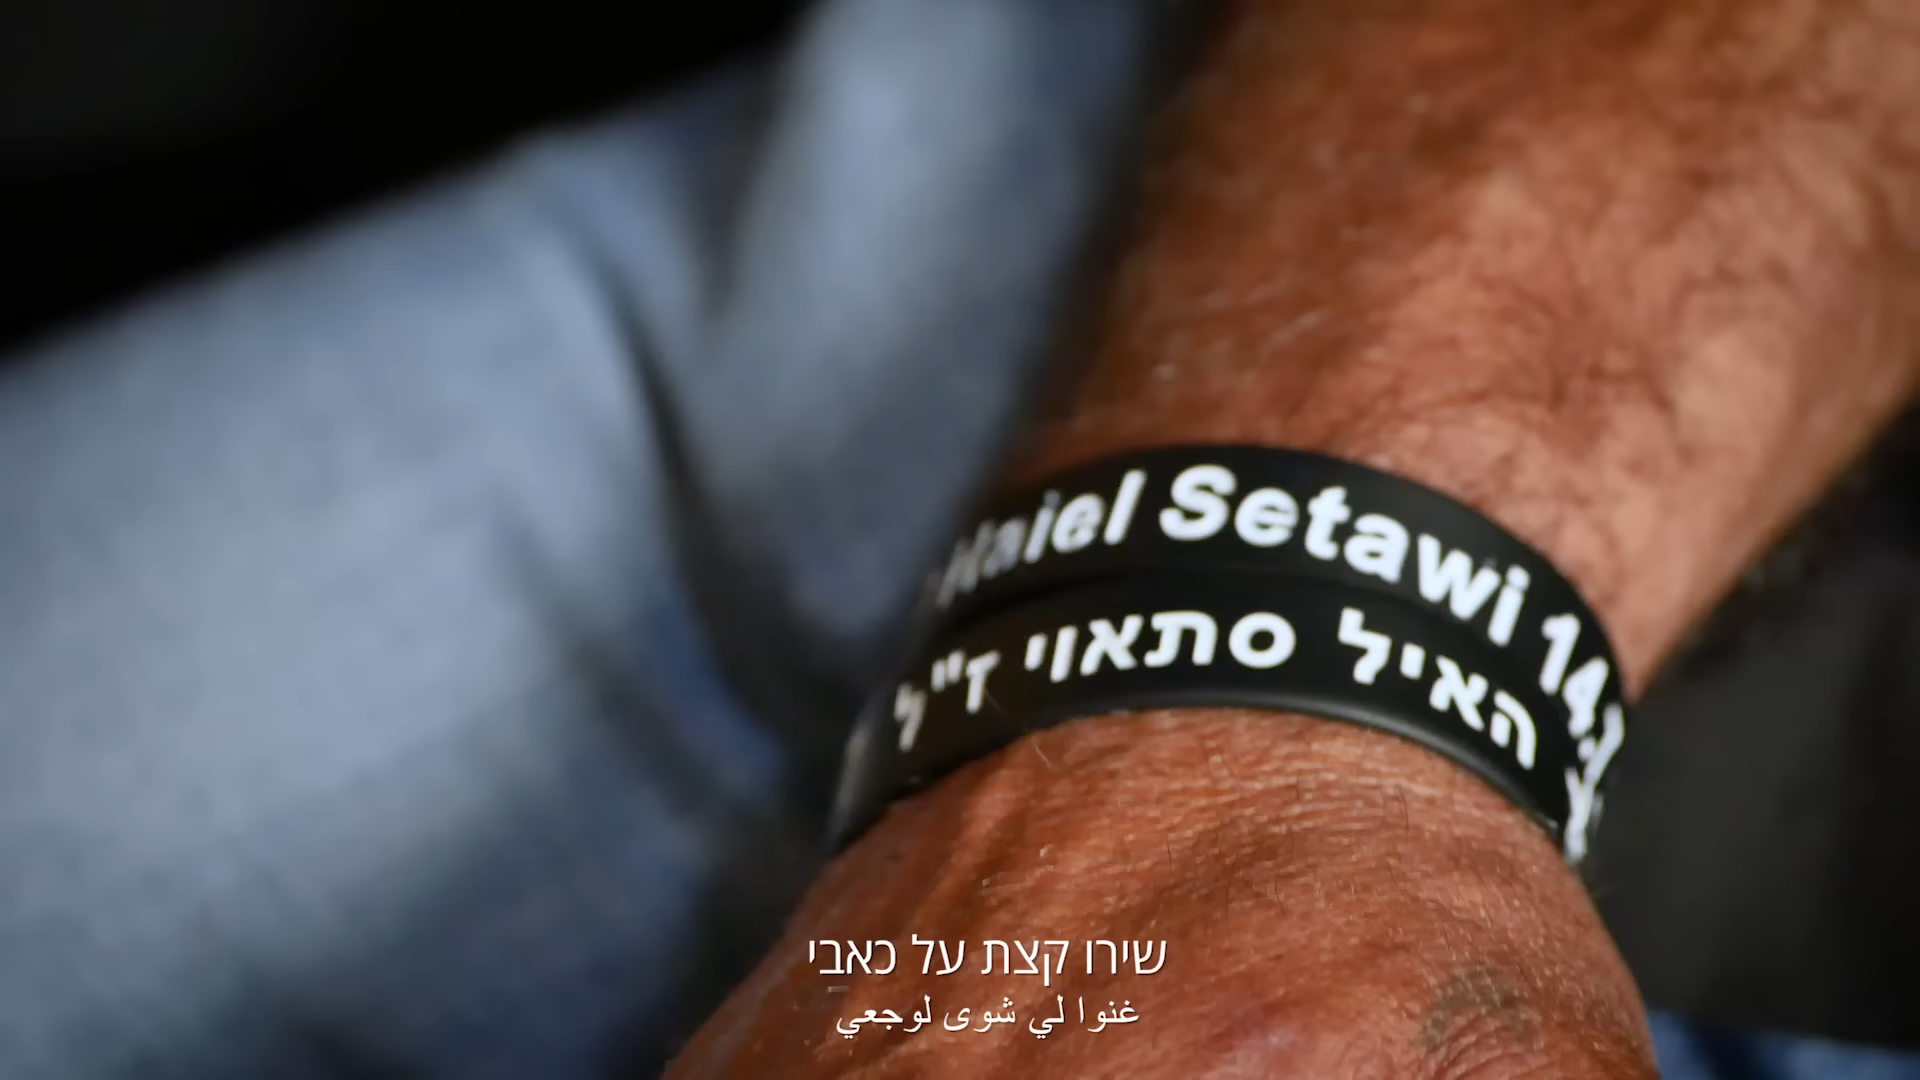 Haiel Setawi 14.
האיל סתאוי ז"ל
שירו קצת על כאבי
غنوا لي شوى لوجعي